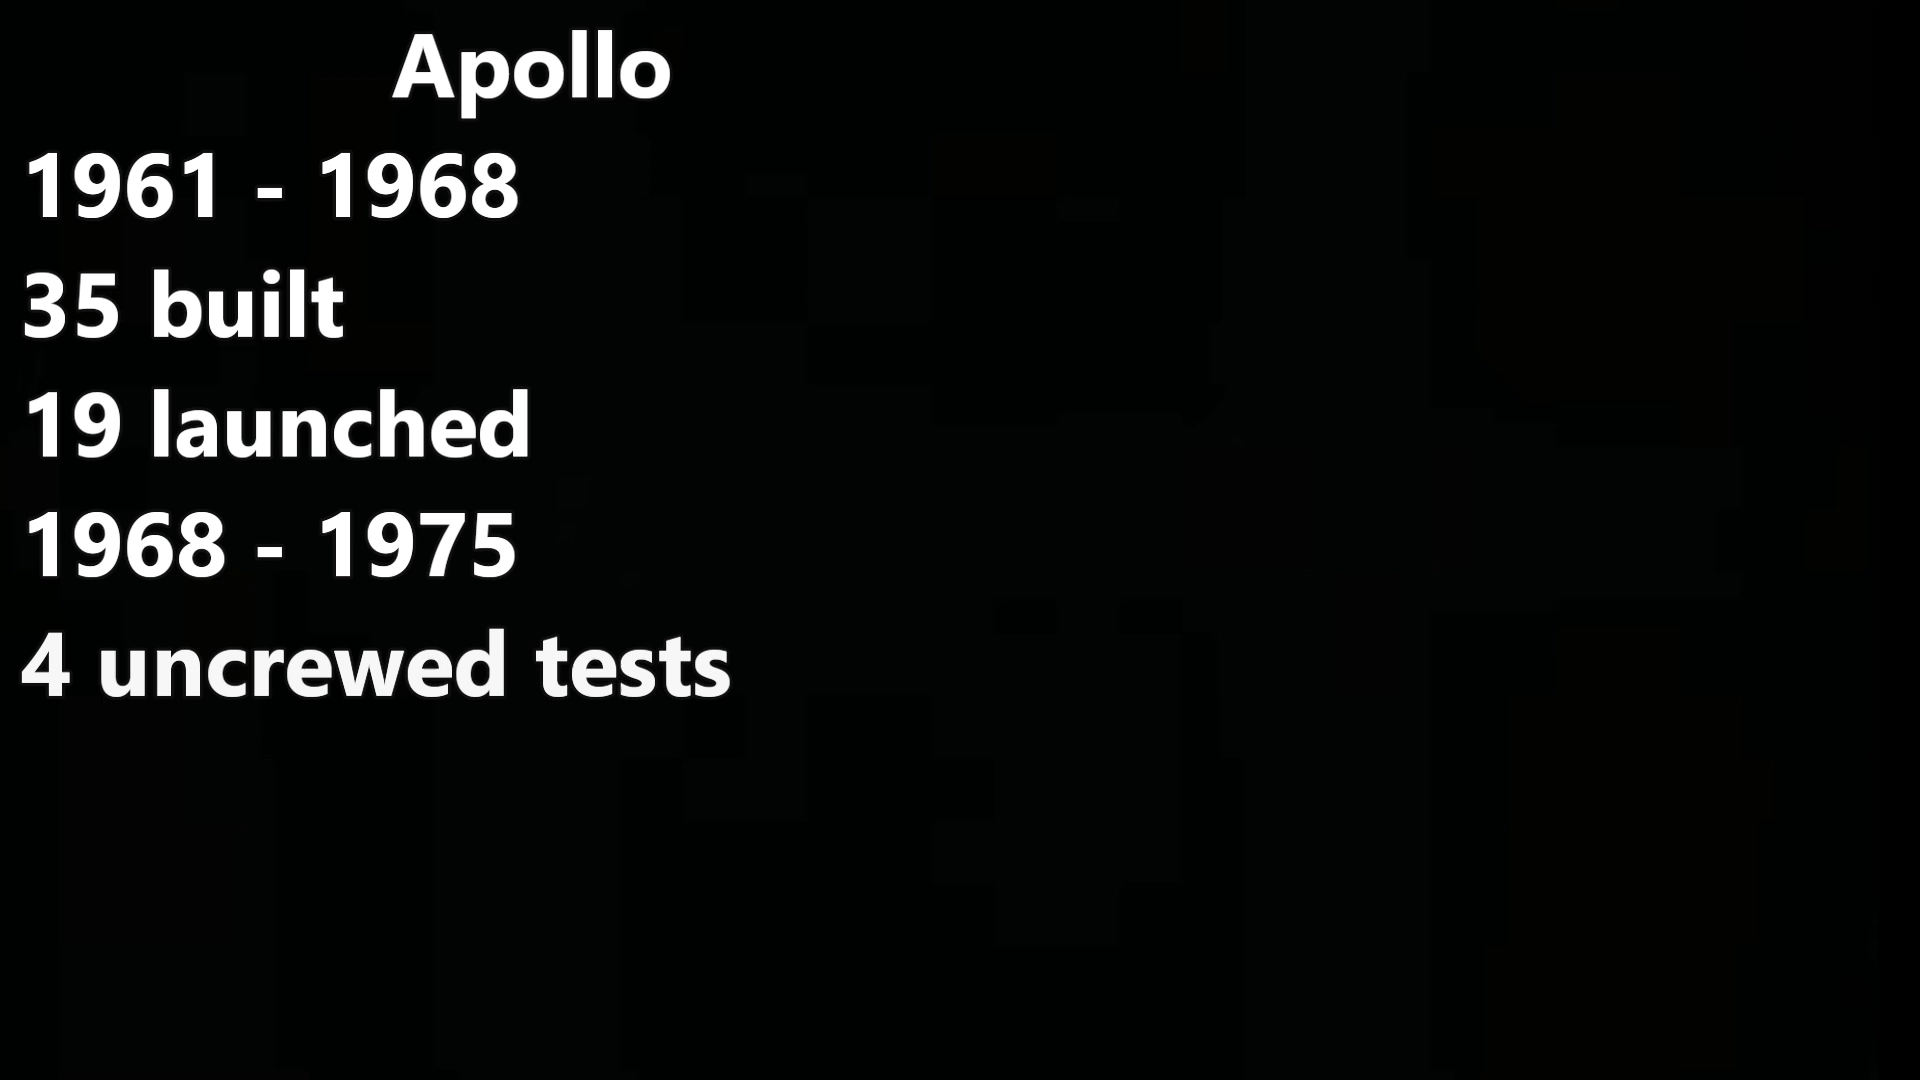 Apollo
1961 - 1968
35 built
19 launched
1968 - 1975
4 uncrewed tests